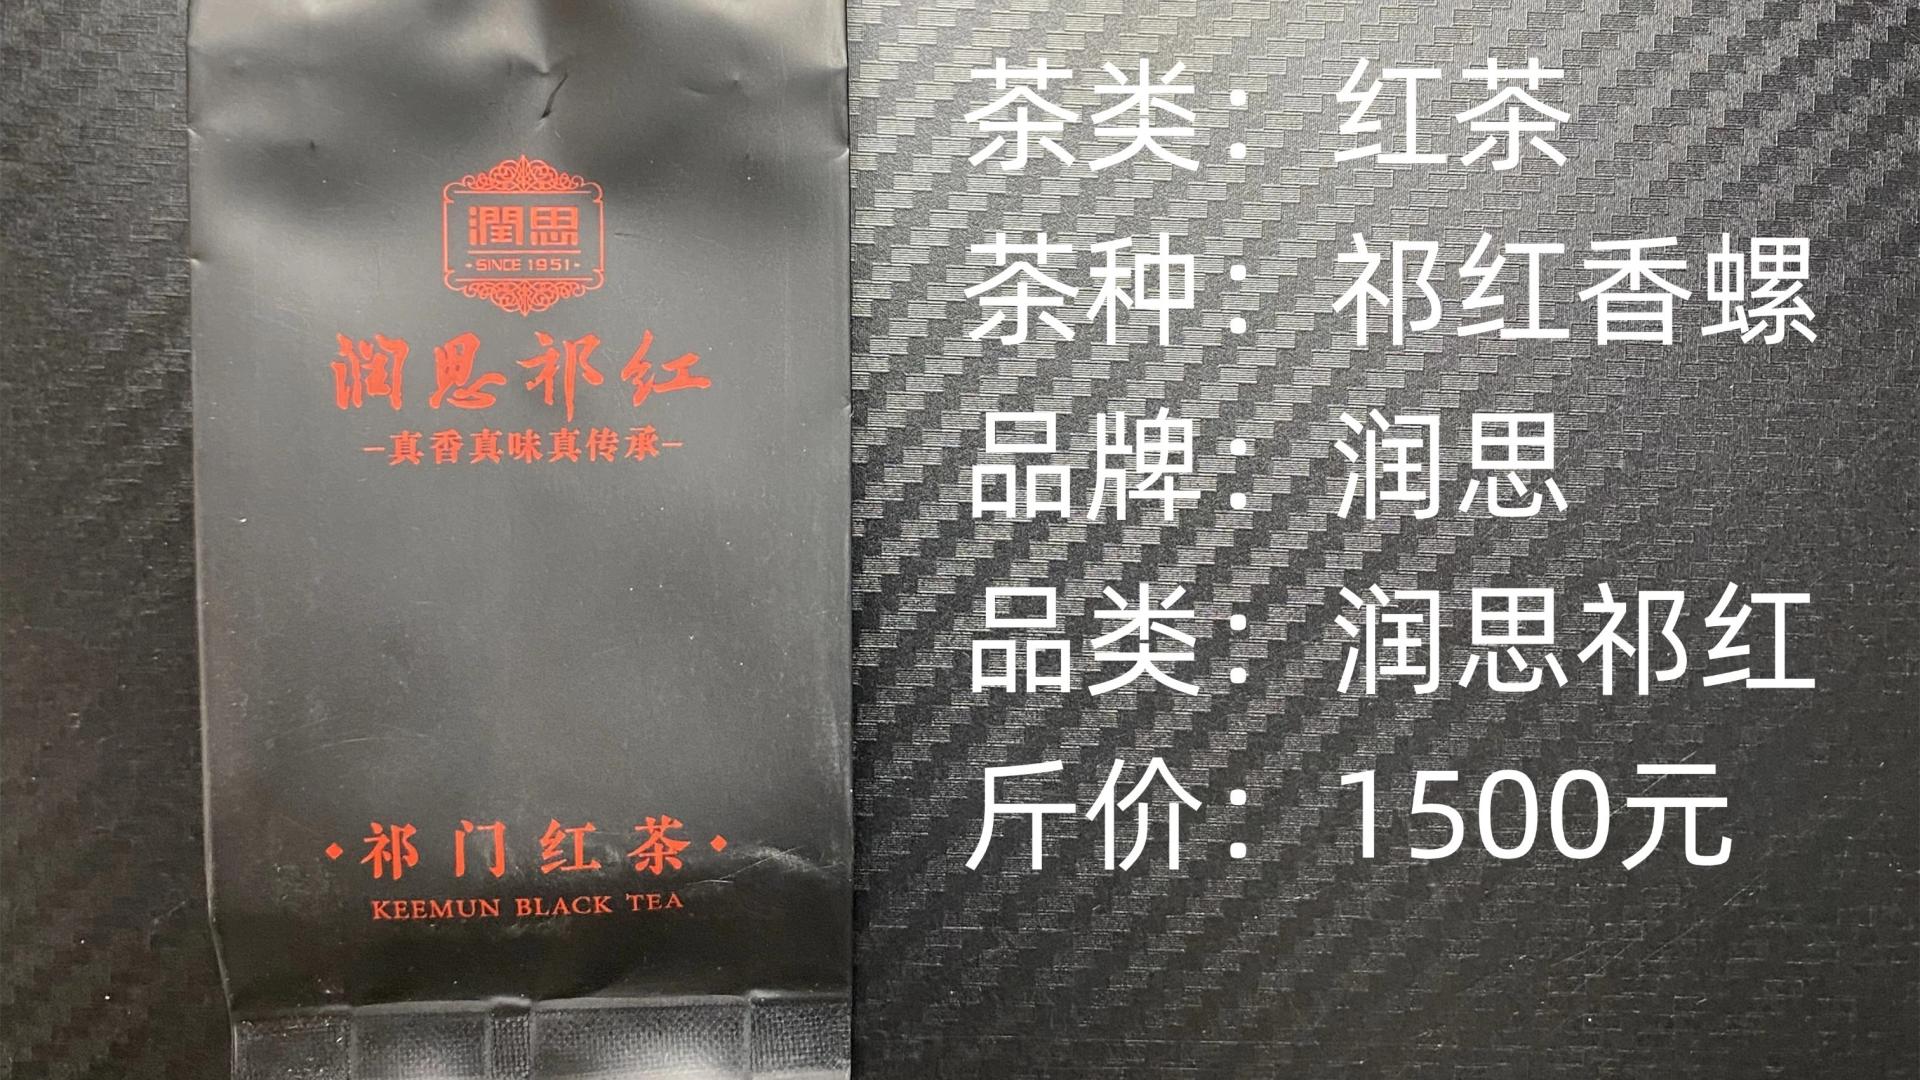 潤思
SINCE 1951
润思祁红
真香真味真传承
·祁门红茶·
KEEMUN BLACK TEA
茶类：红茶
茶种：祁红香螺
品牌：润思
品类：润思祁红
斤价：1500元